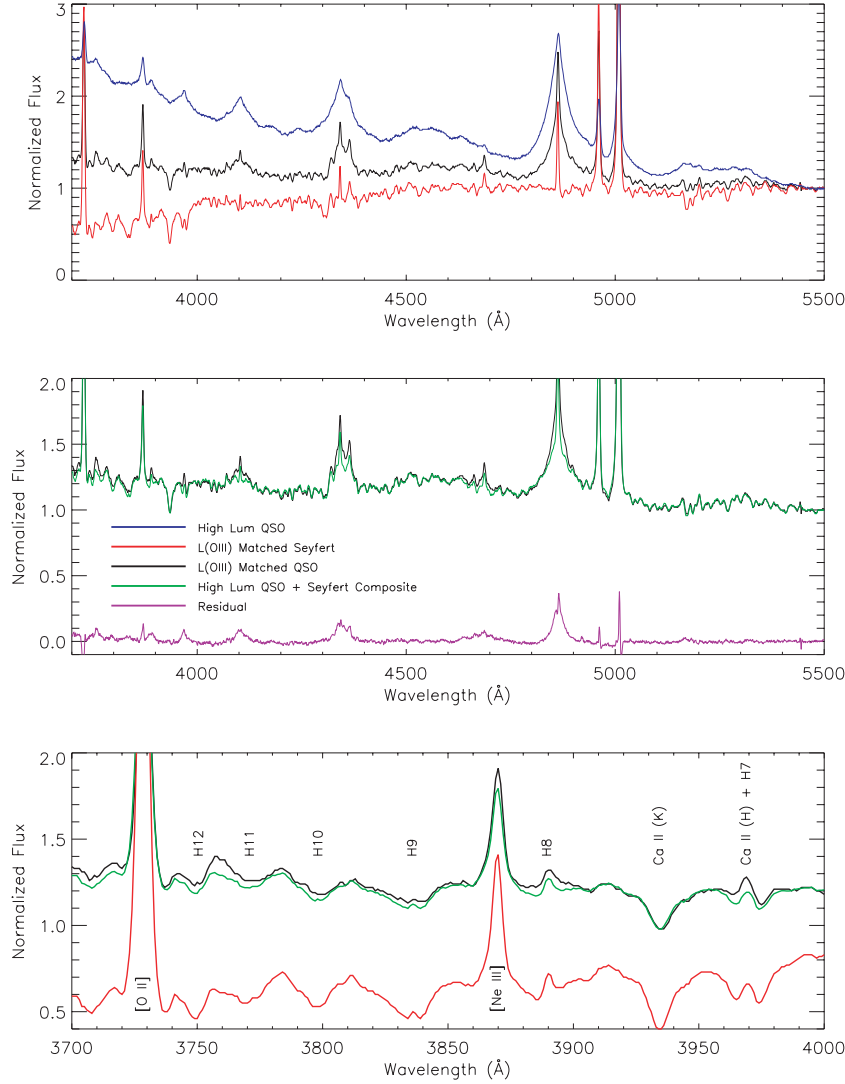 3
2
1
0
Normalized Flux
4000 4500 5000 5500
Wavelength (Å)
2.0
1.5
1.0
0.5
0.0
Normalized Flux
High Lum QSO
L(OIII) Matched Seyfert
L(OIII) Matched QSO
High Lum QSO + Seyfert Composite
Residual
4000 4500 5000 5500
Wavelength (Å)
2.0
1.5
1.0
0.5
Normalized Flux
H12
H11
H10
H9
H8
Ca II (K)
Ca II (H) + H7
[O II]
[Ne III]
3700 3750 3800 3850 3900 3950 4000
Wavelength (Å)